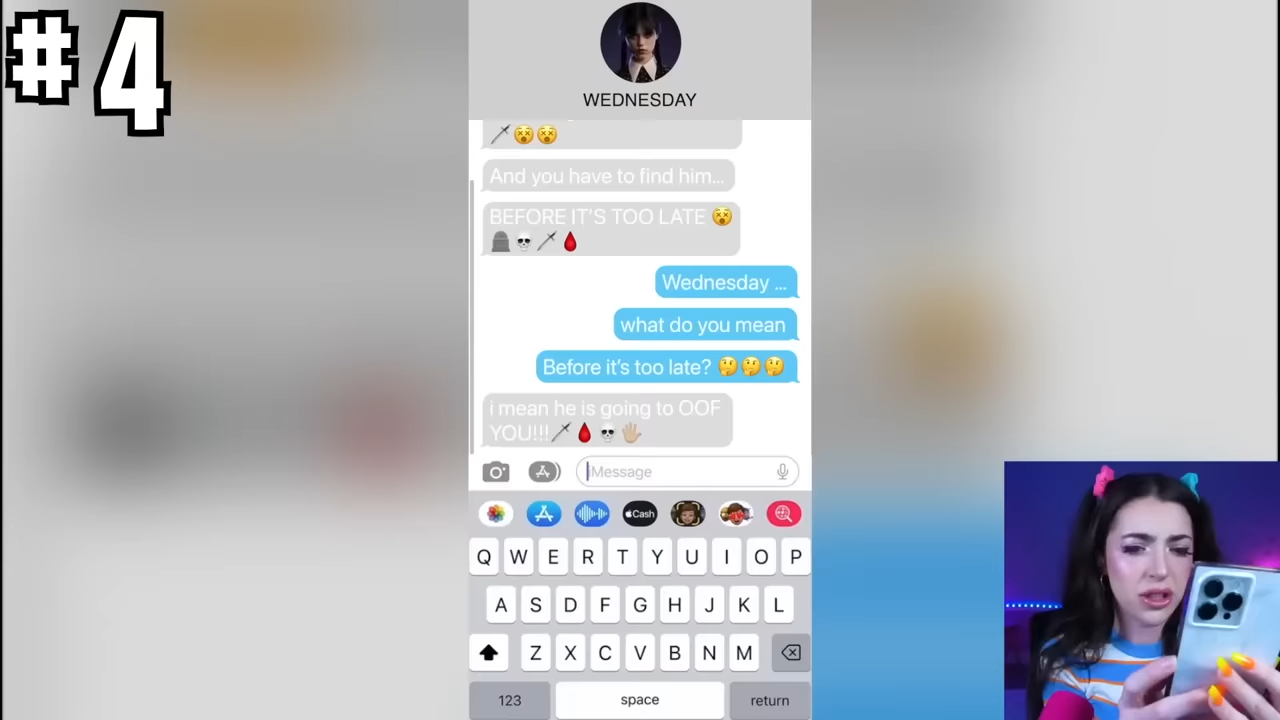 #4
WEDNESDAY
🗡😵😵
And you have to find him...
BEFORE IT'S TOO LATE 😵
🪦💀🗡🩸
Wednesday ...
what do you mean
Before it's too late? 🤔🤔🤔
i mean he is going to OOF
YOU!!!🗡🩸💀🖐🏼
iMessage
Cash
Q W E R T Y U I O P
A S D F G H J K L
Z X C V B N M
123 space return